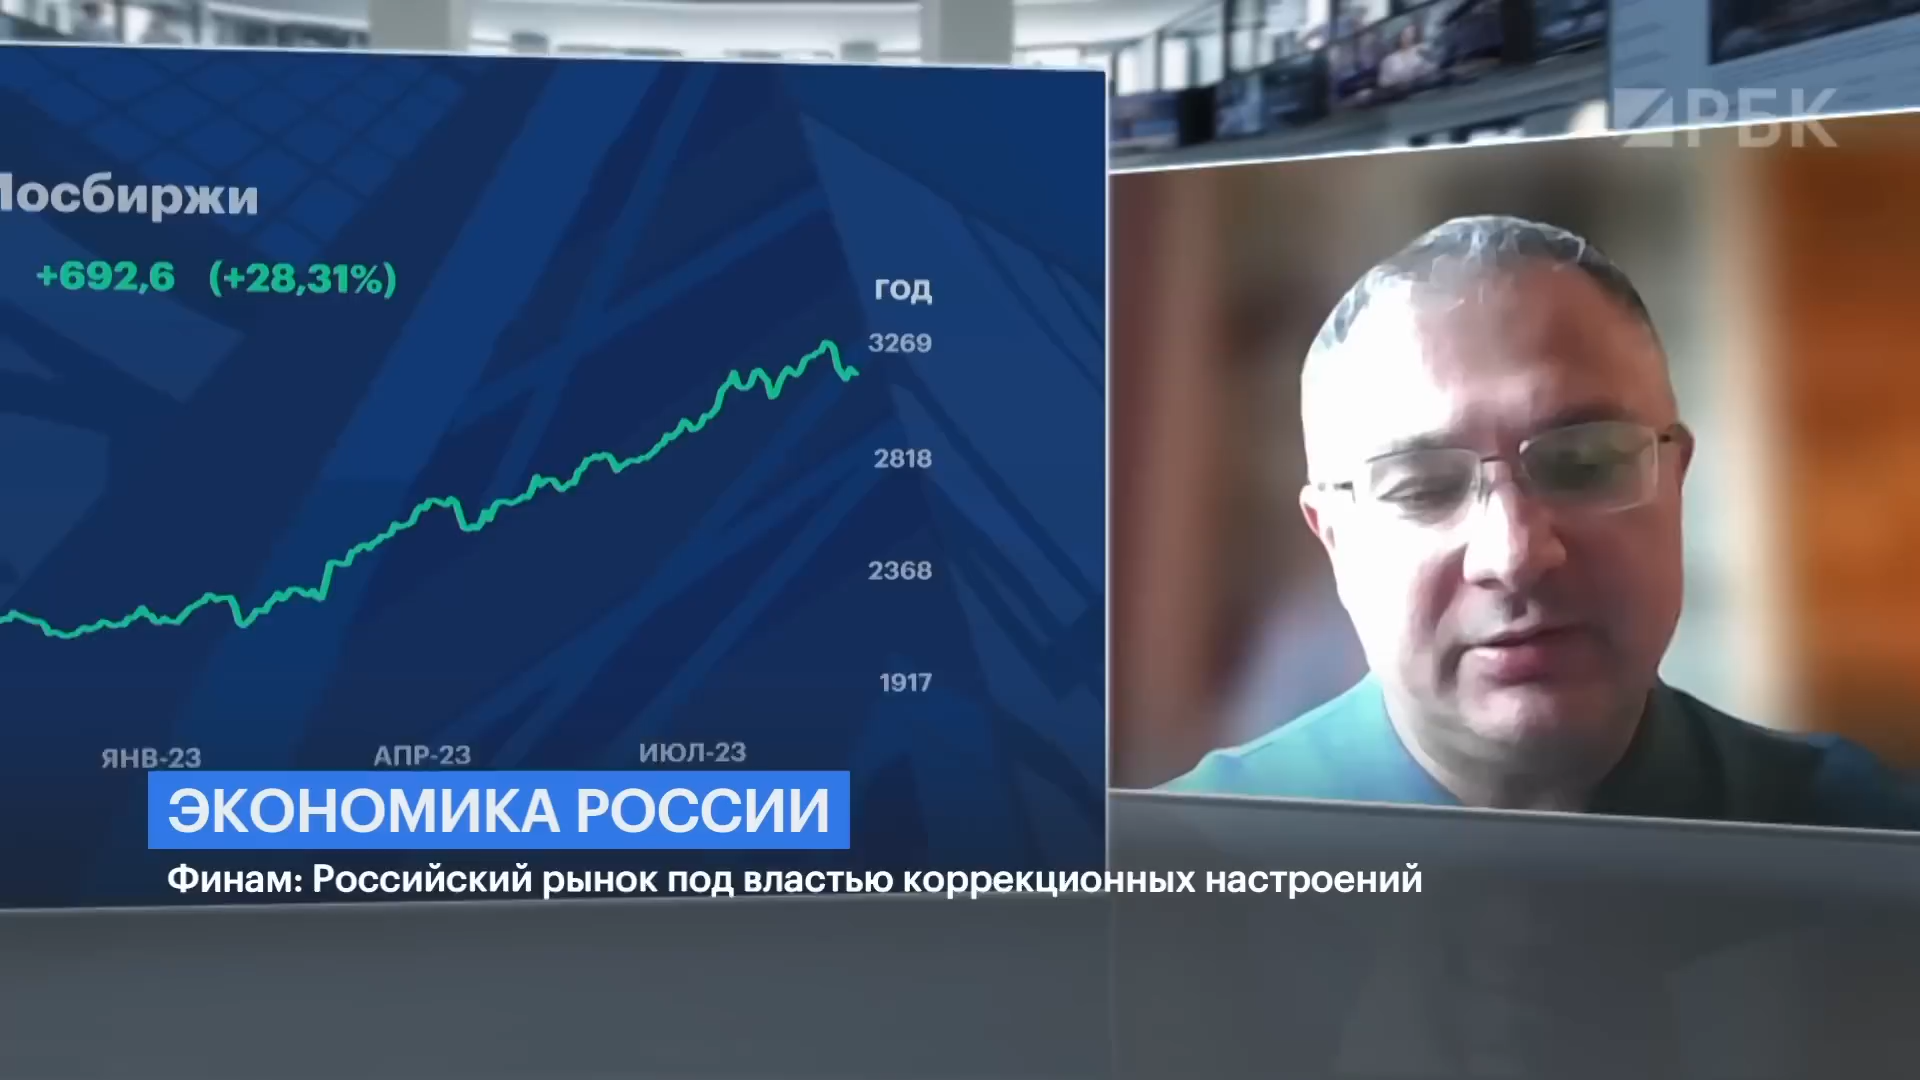 РБК
Мосбиржи
+692,6 (+28,31%)
год
3269
2818
2368
1917
ЯНВ-23 АПР-23 ИЮЛ-23
ЭКОНОМИКА РОССИИ
Финам: Российский рынок под властью коррекционных настроений